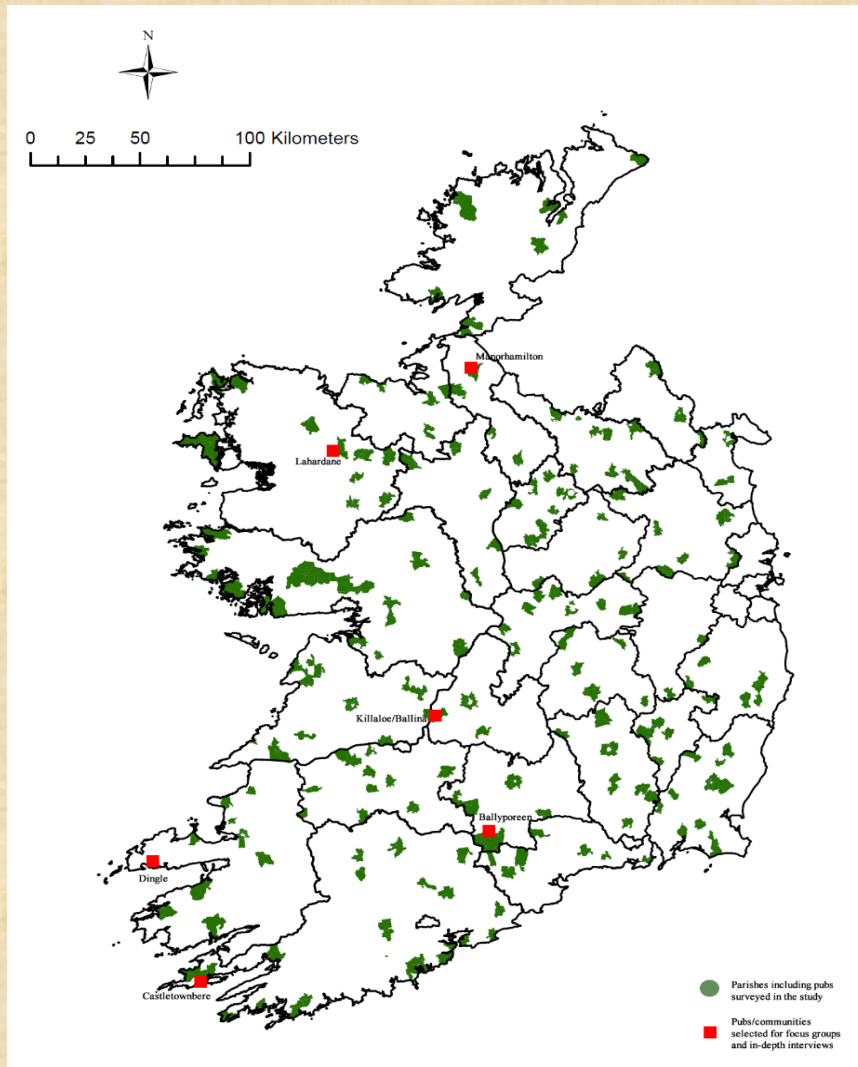 N
0 25 50 100 Kilometers
Manorhamilton
Lahardane
Killaloe/Ballina
Ballyporeen
Dingle
Castletownbere
Parishes including pubs
surveyed in the study
Pubs/communities
selected for focus groups
and in-depth interviews